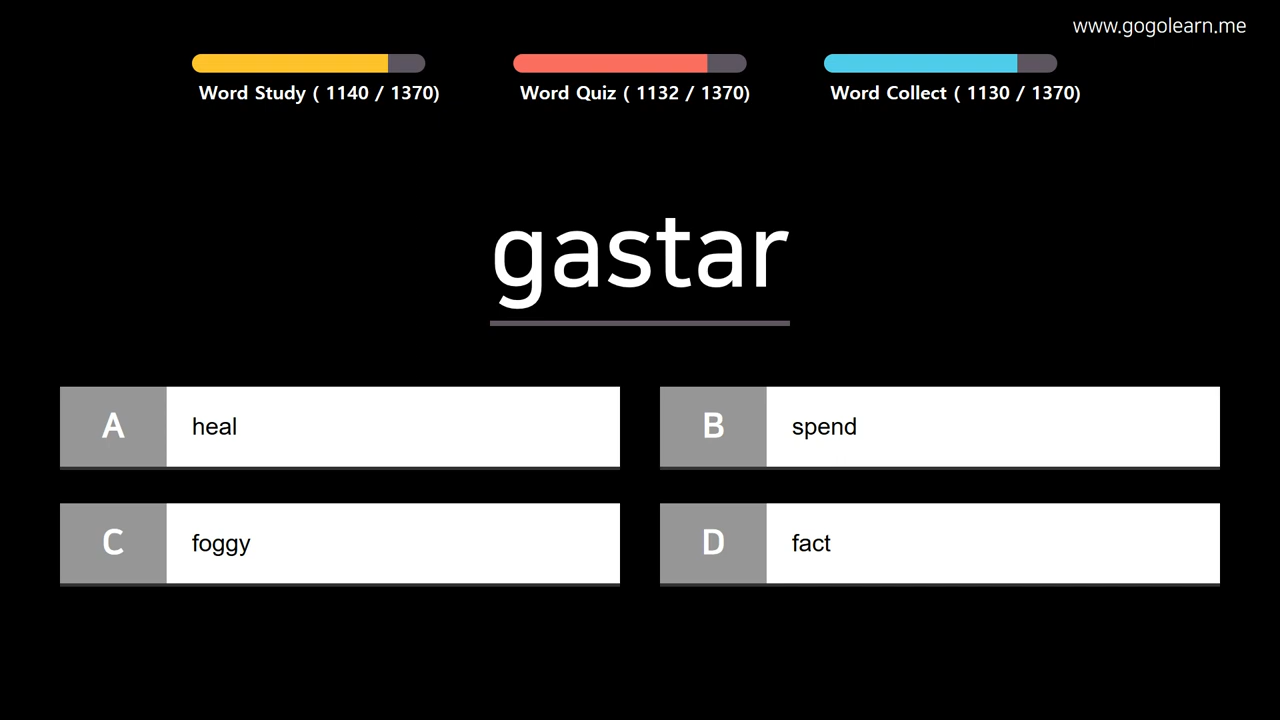 www.gogolearn.me
Word Study ( 1140 / 1370)
Word Quiz ( 1132 / 1370)
Word Collect ( 1130 / 1370)
gastar
A heal
B spend
C foggy
D fact